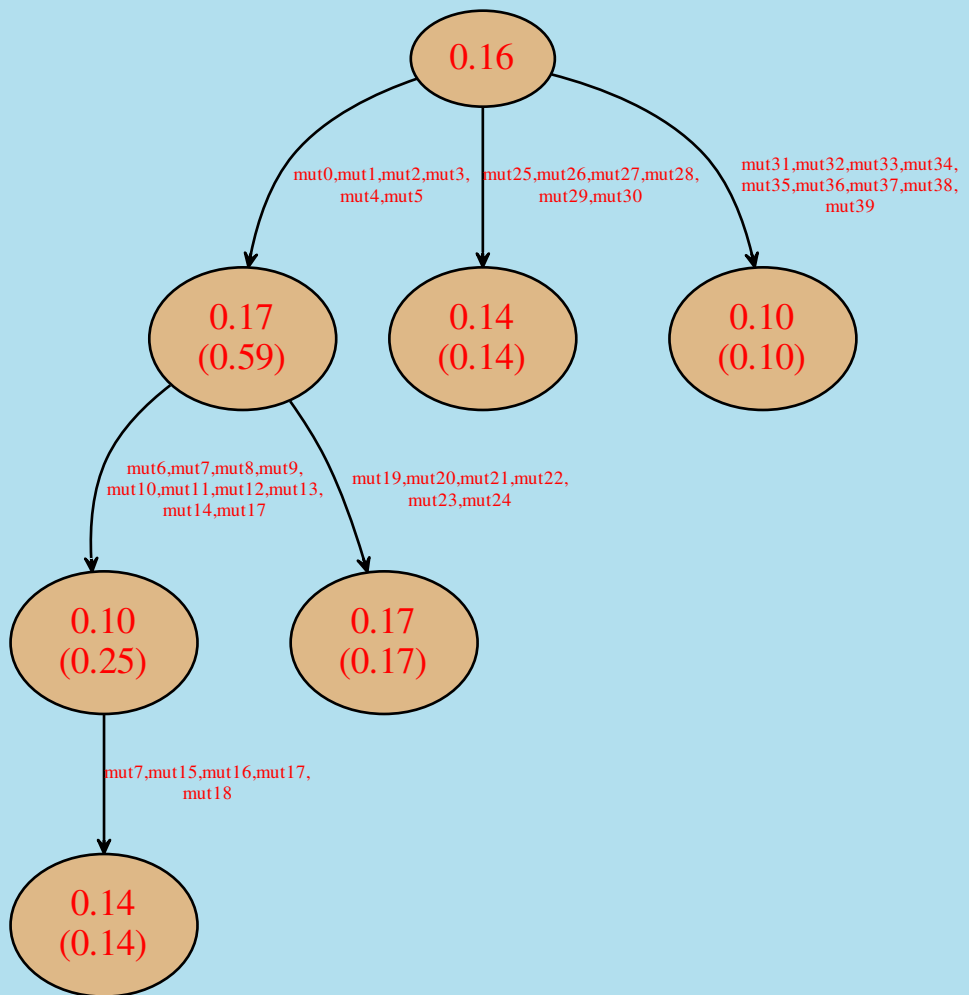 0.16
mut0,mut1,mut2,mut3,
mut4,mut5
mut25,mut26,mut27,mut28,
mut29,mut30
mut31,mut32,mut33,mut34,
mut35,mut36,mut37,mut38,
mut39
0.17
(0.59)
0.14
(0.14)
0.10
(0.10)
mut6,mut7,mut8,mut9,
mut10,mut11,mut12,mut13,
mut14,mut17
mut19,mut20,mut21,mut22,
mut23,mut24
0.10
(0.25)
0.17
(0.17)
mut7,mut15,mut16,mut17,
mut18
0.14
(0.14)